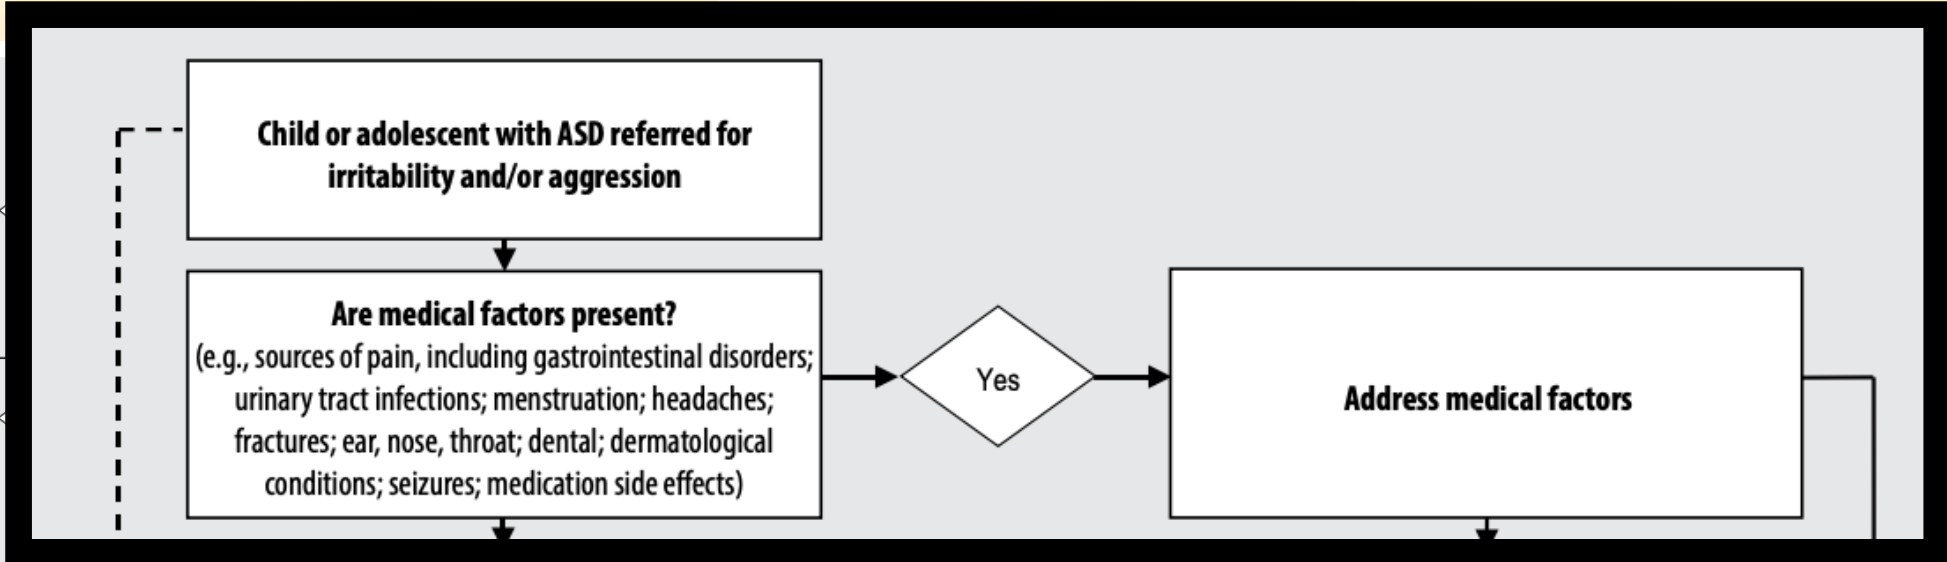 Child or adolescent with ASD referred for
irritability and/or aggression
Are medical factors present?
(e.g., sources of pain, including gastrointestinal disorders;
urinary tract infections; menstruation; headaches;
fractures; ear, nose, throat; dental; dermatological
conditions; seizures; medication side effects)
Yes
Address medical factors